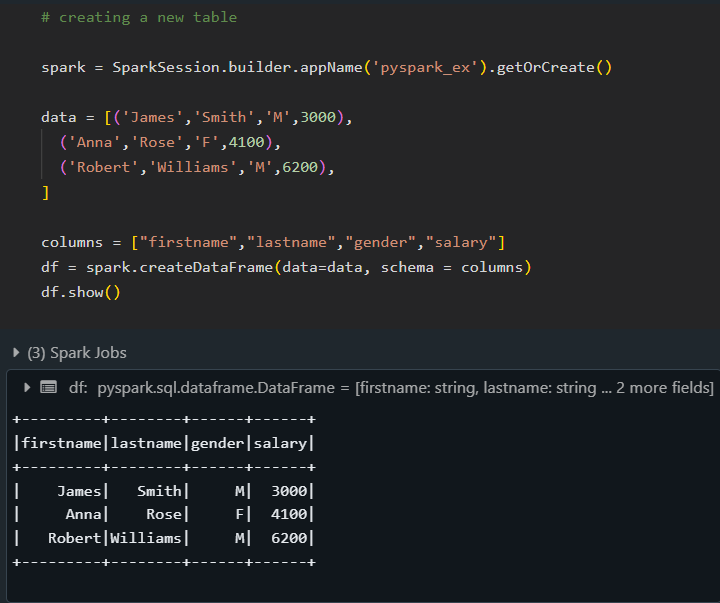 # creating a new table
spark = SparkSession.builder.appName('pyspark_ex').getOrCreate()
data = [('James','Smith','M',3000),
('Anna','Rose','F',4100),
('Robert','Williams','M',6200),
]
columns = ["firstname","lastname","gender","salary"]
df = spark.createDataFrame(data=data, schema = columns)
df.show()
(3) Spark Jobs
df: pyspark.sql.dataframe.DataFrame = [firstname: string, lastname: string ... 2 more fields]
+---------+--------+------+------+
|firstname|lastname|gender|salary|
+---------+--------+------+------+
|    James|   Smith|     M|  3000|
|     Anna|    Rose|     F|  4100|
|   Robert|Williams|     M|  6200|
+---------+--------+------+------+